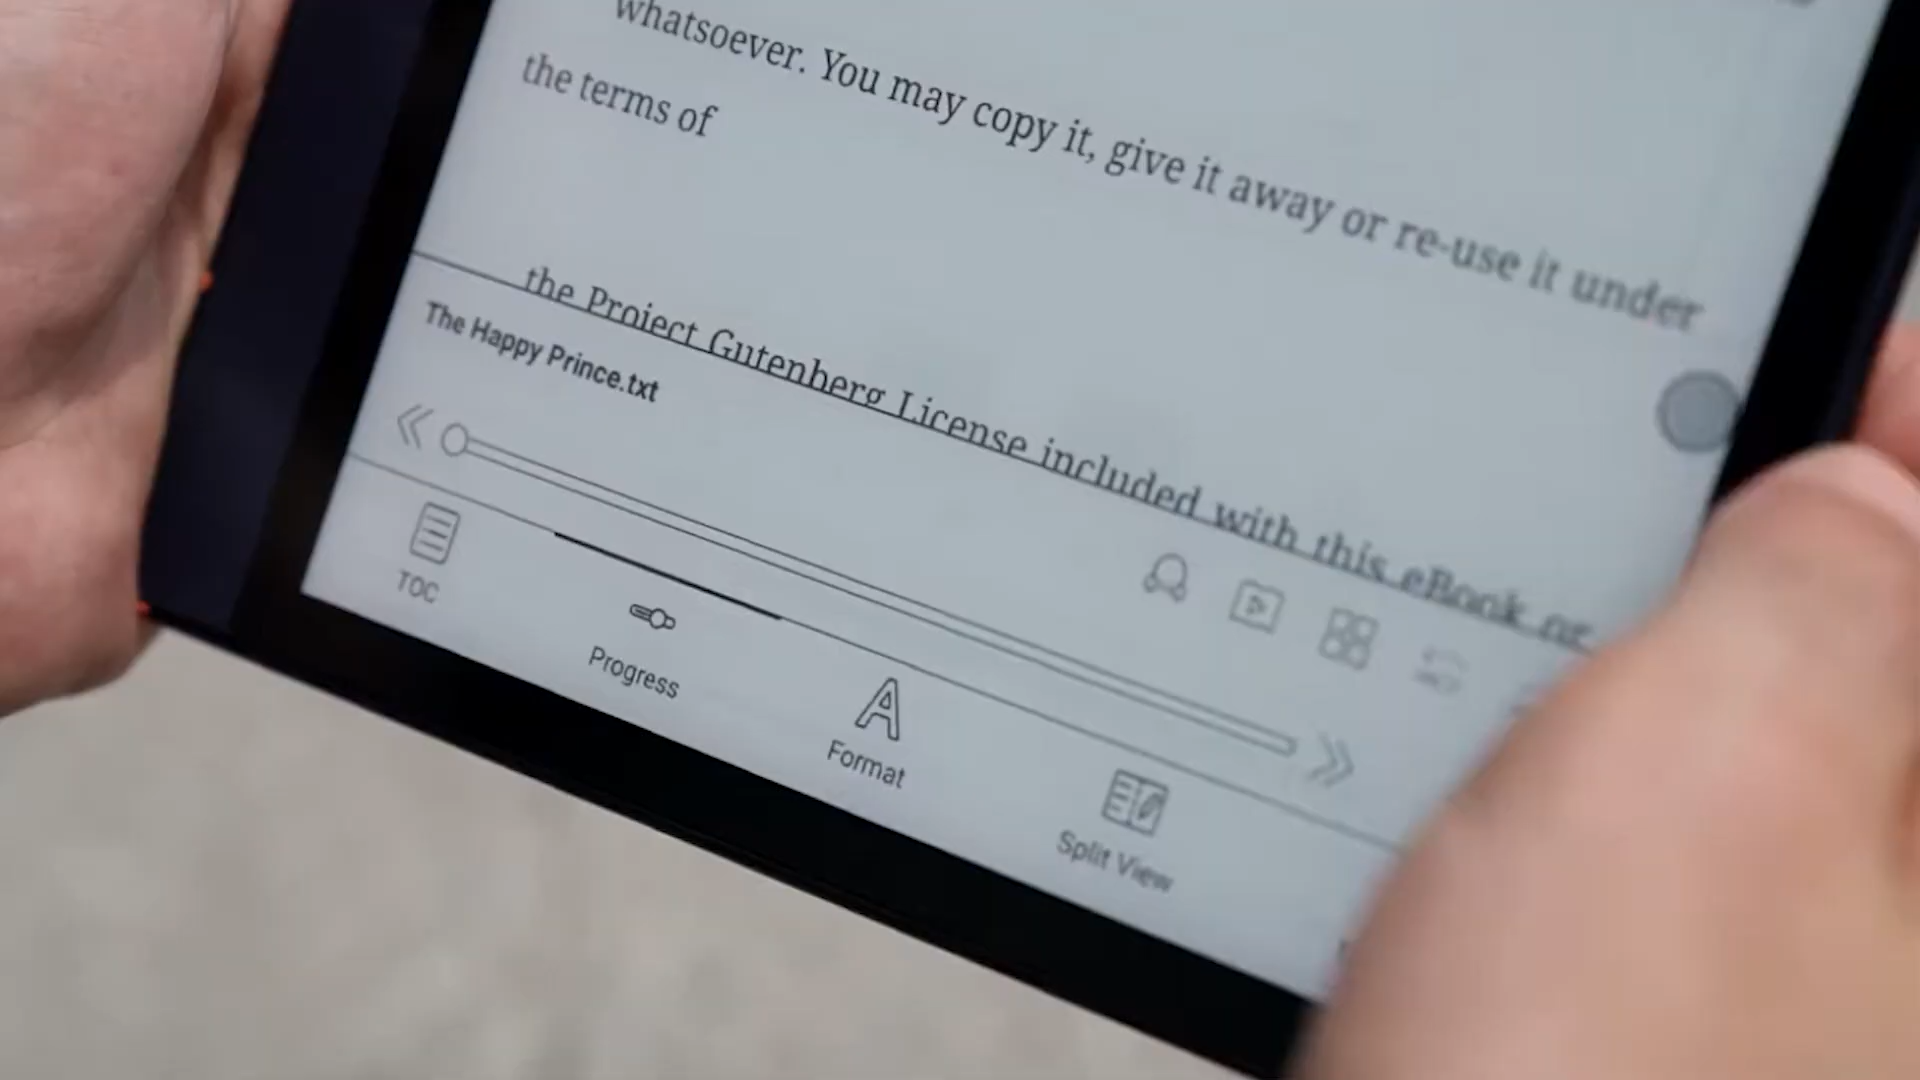 whatsoever. You may copy it, give it away or re-use it under
the terms of
the Project Gutenberg License included with this eBook or
The Happy Prince.txt
TOC
Progress
Format
Split View